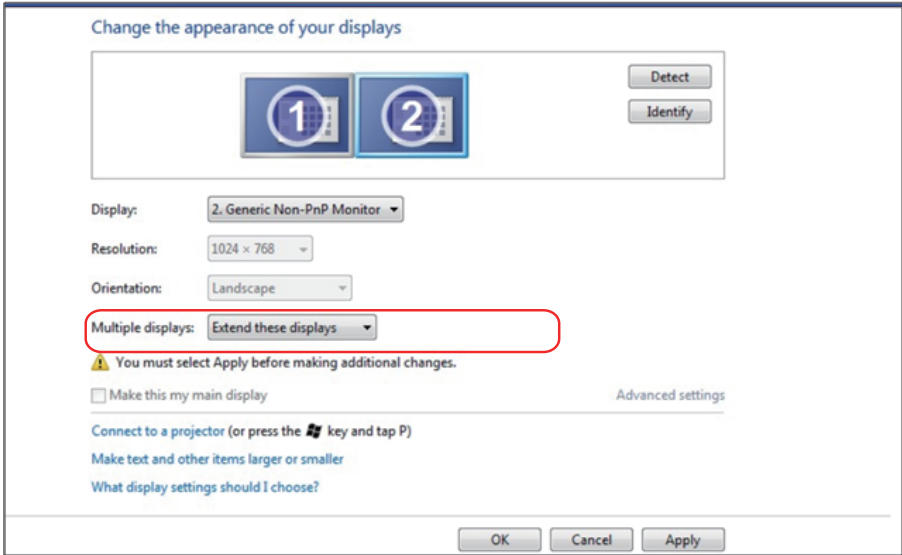 Change the appearance of your displays
1
2
Detect
Identify
Display: 2. Generic Non-PnP Monitor
Resolution: 1024 × 768
Orientation: Landscape
Multiple displays: Extend these displays
You must select Apply before making additional changes.
Make this my main display Advanced settings
Connect to a projector (or press the key and tap P)
Make text and other items larger or smaller
What display settings should I choose?
OK Cancel Apply